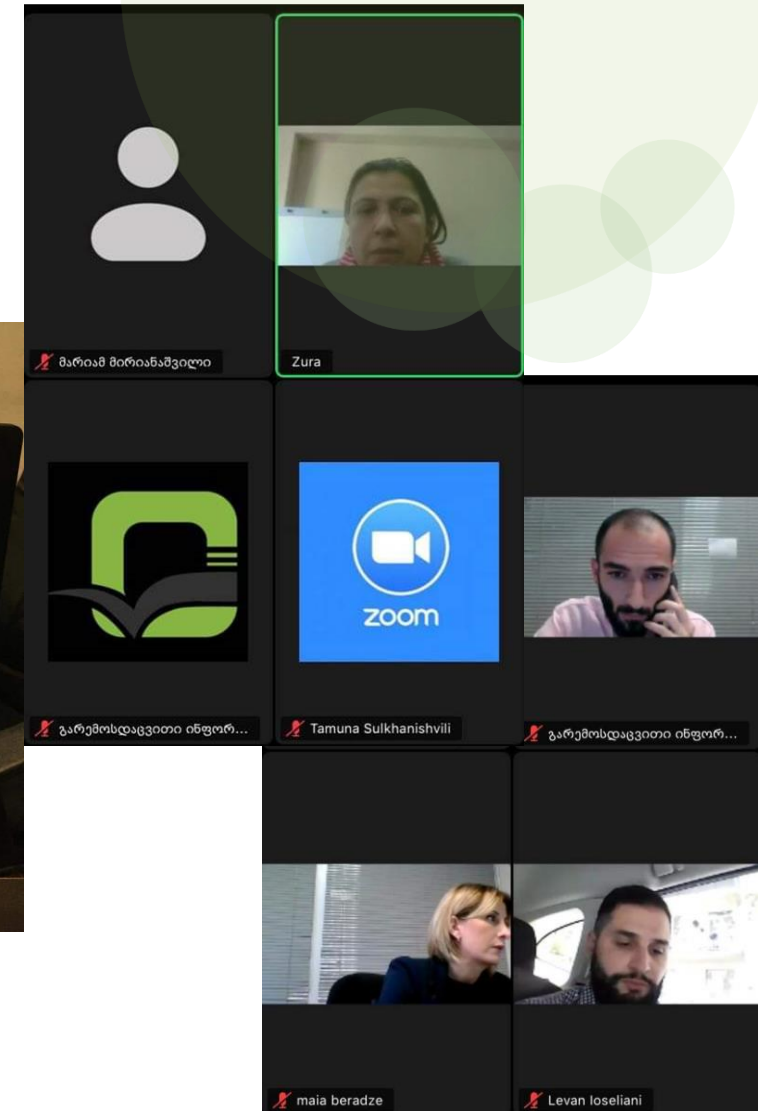 მარიამ მირიანაშვილი
Zura
zoom
გარემოსდაცვითი ინფორ...
Tamuna Sulkhanishvili
გარემოსდაცვითი ინფორ...
maia beradze
Levan Ioseliani